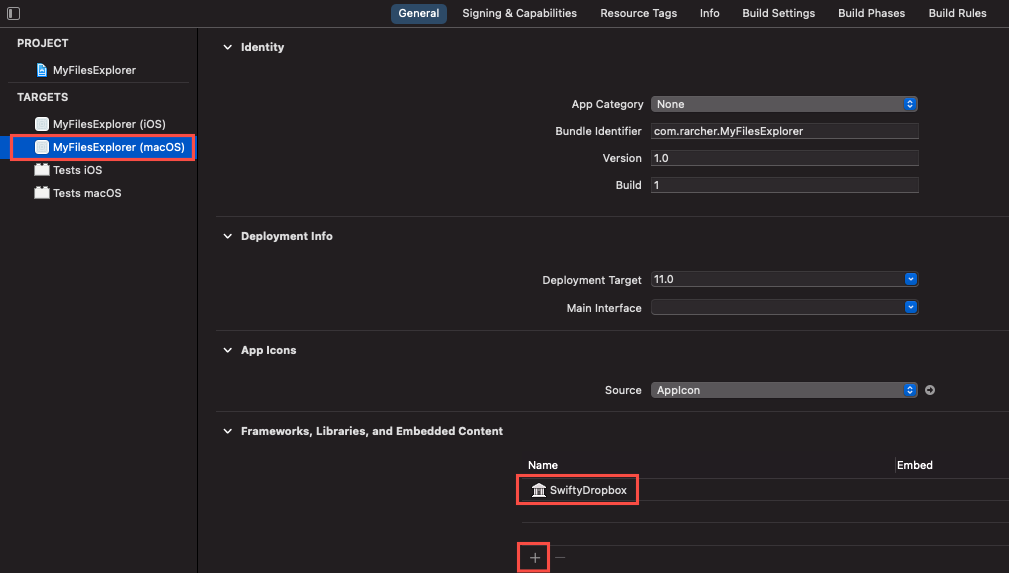 General Signing & Capabilities Resource Tags Info Build Settings Build Phases Build Rules
PROJECT
MyFilesExplorer
TARGETS
MyFilesExplorer (iOS)
MyFilesExplorer (macOS)
Tests iOS
Tests macOS
Identity
App Category None
Bundle Identifier com.rarcher.MyFilesExplorer
Version 1.0
Build 1
Deployment Info
Deployment Target 11.0
Main Interface
App Icons
Source AppIcon
Frameworks, Libraries, and Embedded Content
Name Embed
SwiftyDropbox